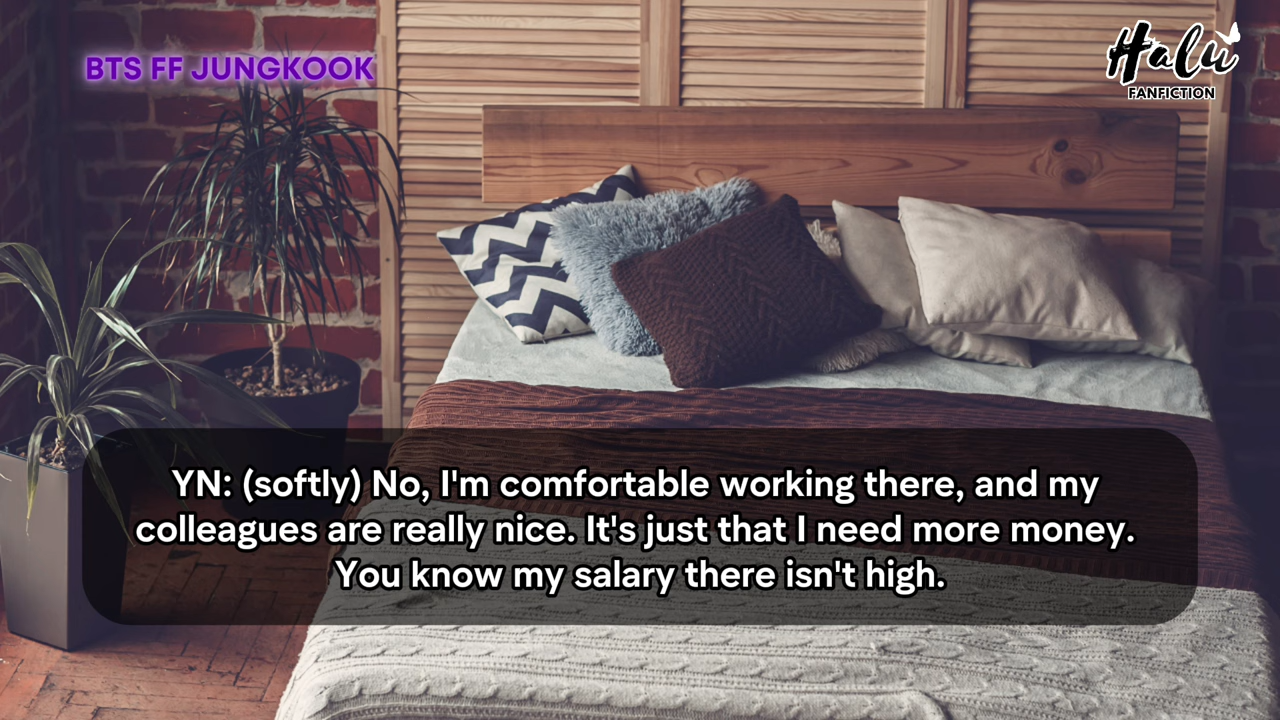 BTS FF JUNGKOOK
Halu
FANFICTION
YN: (softly) No, I'm comfortable working there, and my
colleagues are really nice. It's just that I need more money.
You know my salary there isn't high.